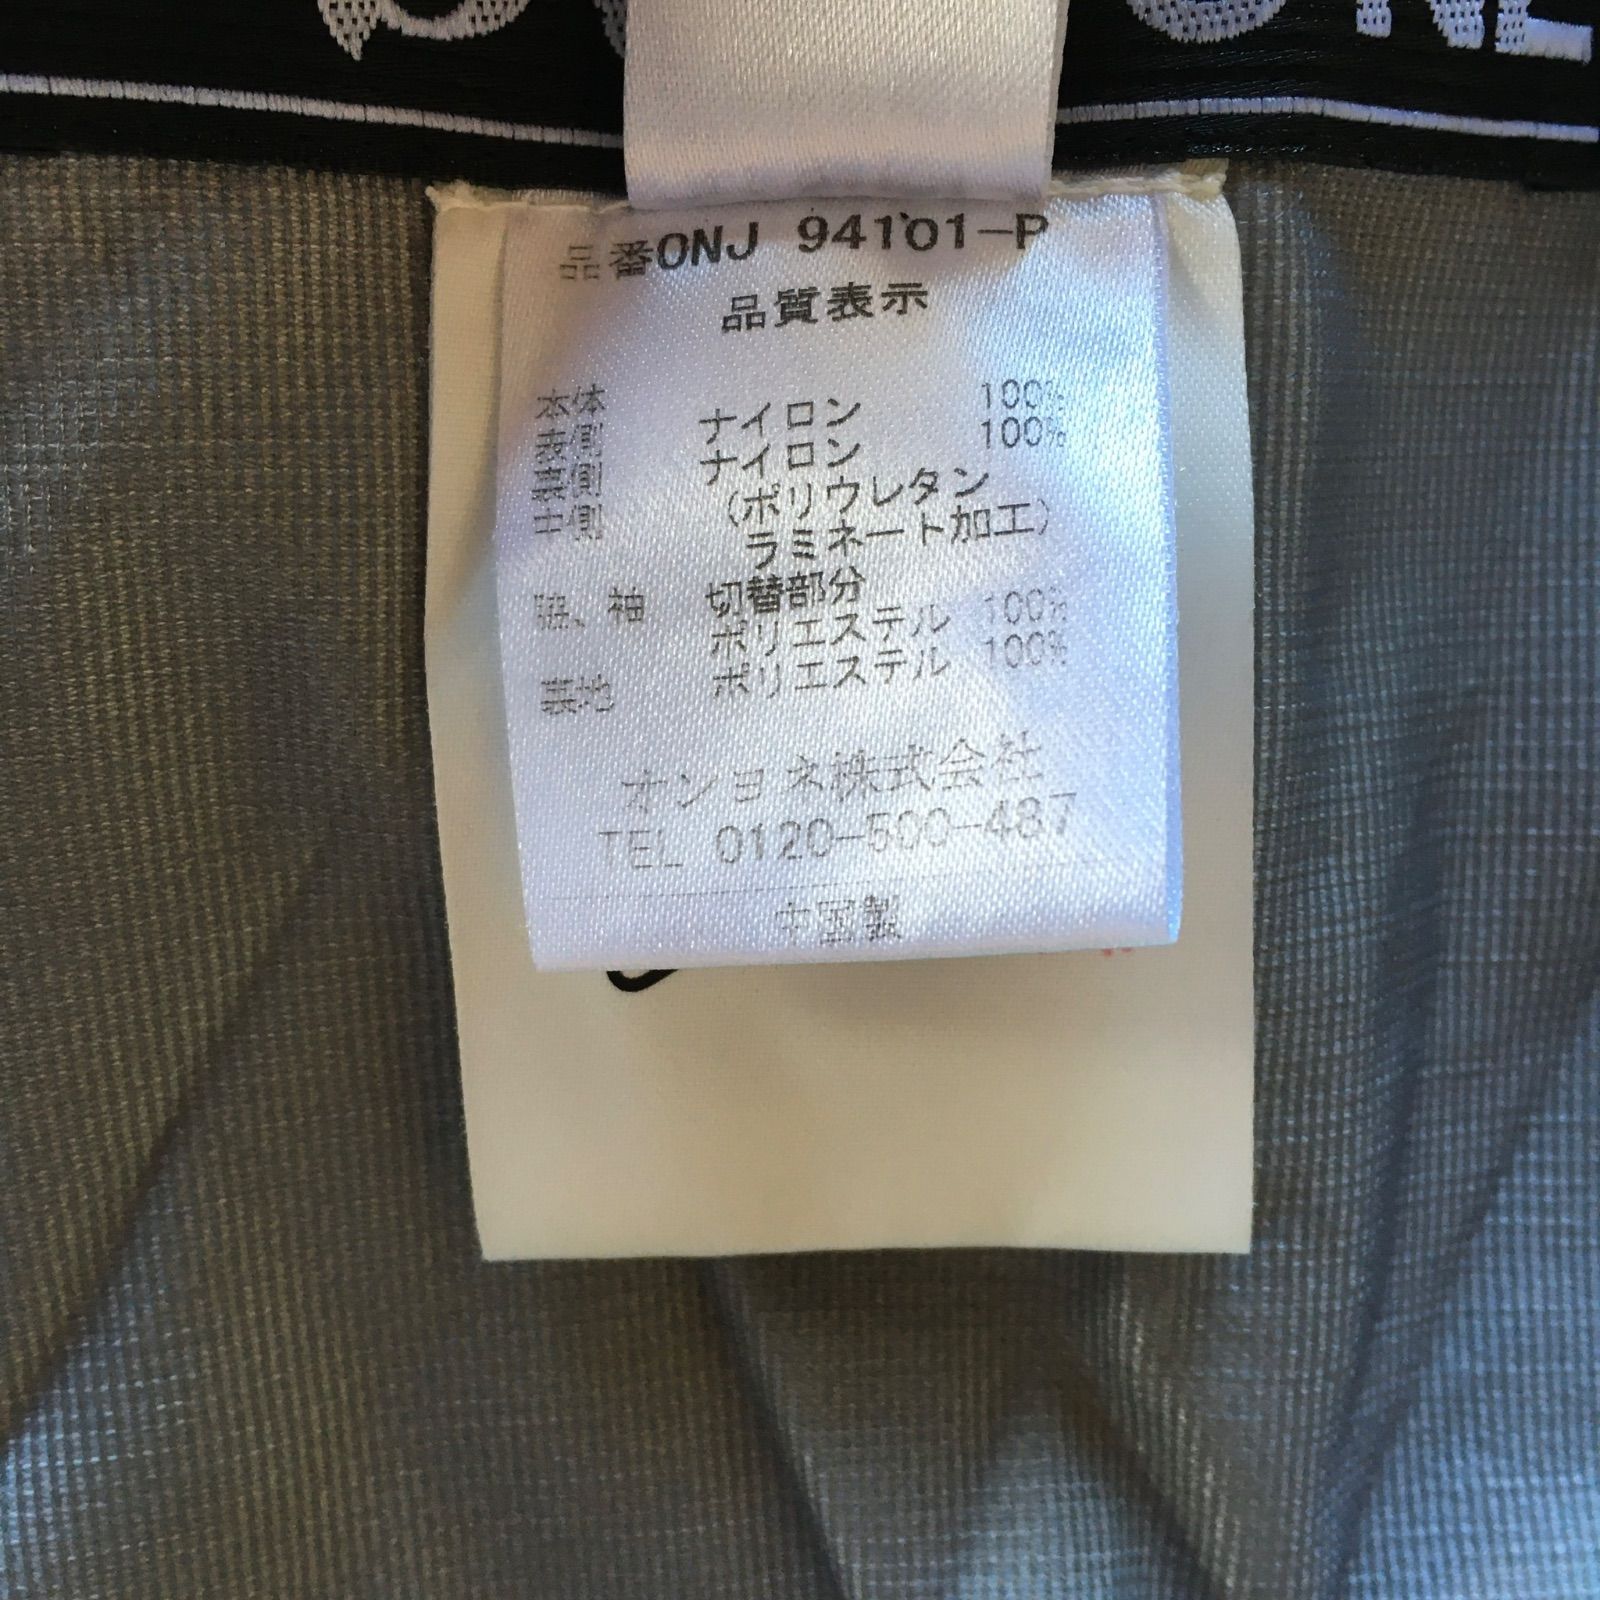 品番ONJ 94101-P
品質表示
本体
表側 ナイロン 100%
裏側 ナイロン 100%
中側 (ポリウレタン
ラミネート加工)
脇、袖 切替部分
ポリエステル 100%
裏地 ポリエステル 100%
オンヨネ株式会社
TEL 0120-500-487
中国製